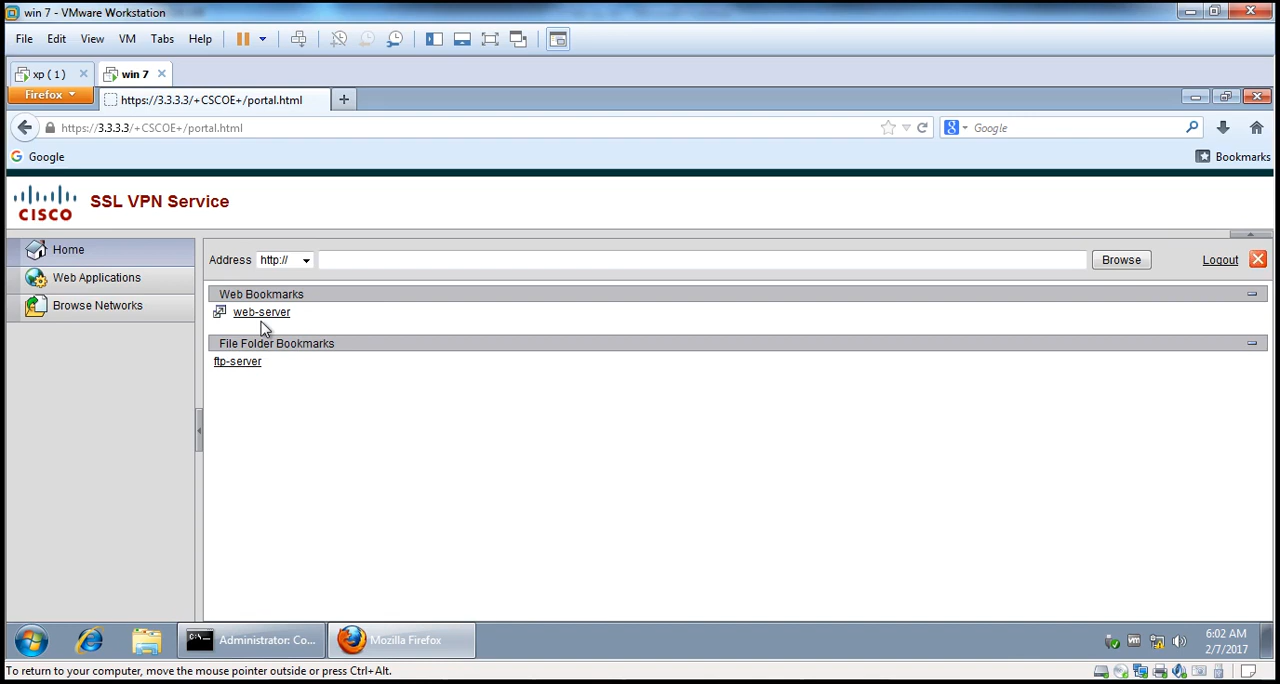 win 7 - VMware Workstation
File Edit View VM Tabs Help
xp ( 1 ) win 7
Firefox https://3.3.3.3/+CSCOE+/portal.html
https://3.3.3.3/+CSCOE+/portal.html Google
Google Bookmarks
CISCO SSL VPN Service
Home
Web Applications
Browse Networks
Address http:// Browse Logout
Web Bookmarks
web-server
File Folder Bookmarks
ftp-server
Administrator: Co... Mozilla Firefox 6:02 AM
2/7/2017
To return to your computer, move the mouse pointer outside or press Ctrl+Alt.